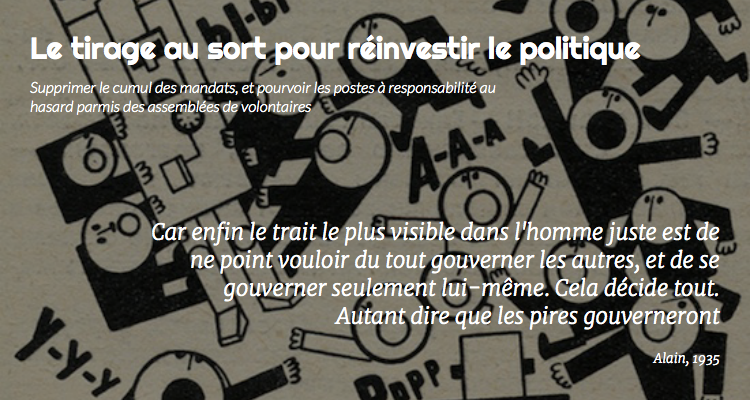 bl-bl
Le tirage au sort pour réinvestir le politique
Supprimer le cumul des mandats, et pourvoir les postes à responsabilité au
hasard parmis des assemblées de volontaires
A-A-A
Car enfin le trait le plus visible dans l'homme juste est de
ne point vouloir du tout gouverner les autres, et de se
gouverner seulement lui-même. Cela décide tout.
Autant dire que les pires gouverneront
Y-Y-Y
Alain, 1935